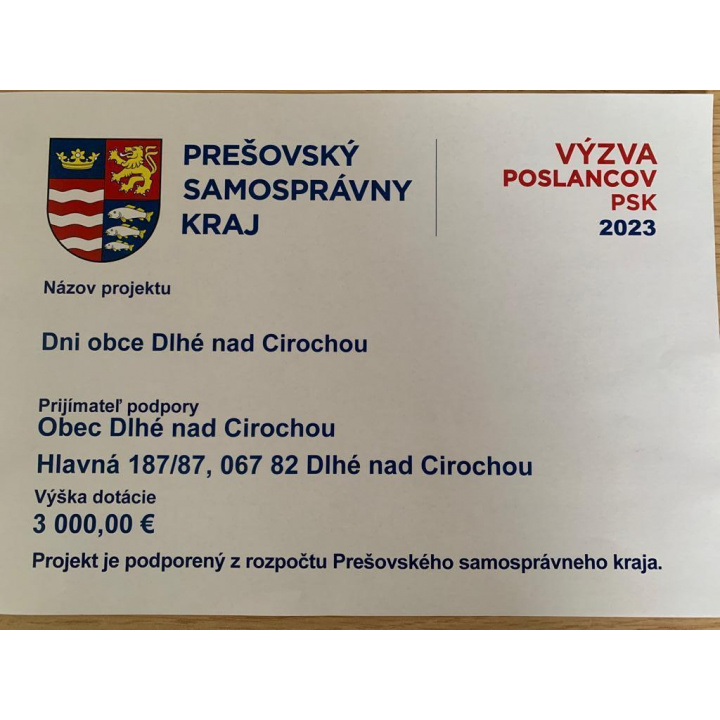 PREŠOVSKÝ
SAMOSPRÁVNY
KRAJ
VÝZVA
POSLANCOV
PSK
2023
Názov projektu
Dni obce Dlhé nad Cirochou
Prijímateľ podpory
Obec Dlhé nad Cirochou
Hlavná 187/87, 067 82 Dlhé nad Cirochou
Výška dotácie
3 000,00 €
Projekt je podporený z rozpočtu Prešovského samosprávneho kraja.